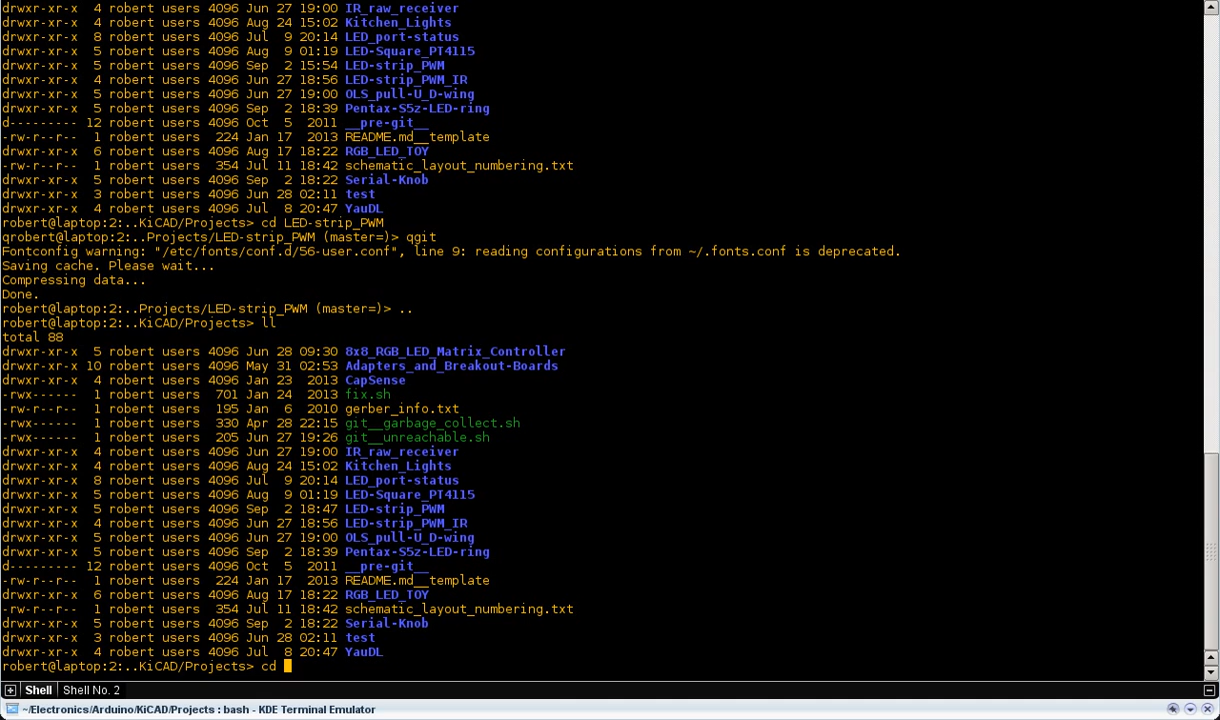 drwxr-xr-x  4 robert users 4096 Jun 27 19:00 IR_raw_receiver
drwxr-xr-x  4 robert users 4096 Aug 24 15:02 Kitchen_Lights
drwxr-xr-x  8 robert users 4096 Jul  9 20:14 LED_port-status
drwxr-xr-x  5 robert users 4096 Aug  9 01:19 LED-Square_PT4115
drwxr-xr-x  5 robert users 4096 Sep  2 15:54 LED-strip_PWM
drwxr-xr-x  4 robert users 4096 Jun 27 18:56 LED-strip_PWM_IR
drwxr-xr-x  5 robert users 4096 Jun 27 19:00 OLS_pull-U_D-wing
drwxr-xr-x  5 robert users 4096 Sep  2 18:39 Pentax-S5z-LED-ring
d--------- 12 robert users 4096 Oct  5  2011 __pre-git__
-rw-r--r--  1 robert users  224 Jan 17  2013 README.md__template
drwxr-xr-x  6 robert users 4096 Aug 17 18:22 RGB_LED_TOY
-rw-r--r--  1 robert users  354 Jul 11 18:42 schematic_layout_numbering.txt
drwxr-xr-x  5 robert users 4096 Sep  2 18:22 Serial-Knob
drwxr-xr-x  3 robert users 4096 Jun 28 02:11 test
drwxr-xr-x  4 robert users 4096 Jul  8 20:47 YauDL
robert@laptop:2:..KiCAD/Projects> cd LED-strip_PWM
qrobert@laptop:2:..Projects/LED-strip_PWM (master=)> qgit
Fontconfig warning: "/etc/fonts/conf.d/56-user.conf", line 9: reading configurations from ~/.fonts.conf is deprecated.
Saving cache. Please wait...
Compressing data...
Done.
robert@laptop:2:..Projects/LED-strip_PWM (master=)> ..
robert@laptop:2:..KiCAD/Projects> ll
total 88
drwxr-xr-x  5 robert users 4096 Jun 28 09:30 8x8_RGB_LED_Matrix_Controller
drwxr-xr-x 10 robert users 4096 May 31 02:53 Adapters_and_Breakout-Boards
drwxr-xr-x  4 robert users 4096 Jan 23  2013 CapSense
-rwx------  1 robert users  701 Jan 24  2013 fix.sh
-rw-r--r--  1 robert users  195 Jan  6  2010 gerber_info.txt
-rwx------  1 robert users  330 Apr 28 22:15 git__garbage_collect.sh
-rwx------  1 robert users  205 Jun 27 19:26 git__unreachable.sh
drwxr-xr-x  4 robert users 4096 Jun 27 19:00 IR_raw_receiver
drwxr-xr-x  4 robert users 4096 Aug 24 15:02 Kitchen_Lights
drwxr-xr-x  8 robert users 4096 Jul  9 20:14 LED_port-status
drwxr-xr-x  5 robert users 4096 Aug  9 01:19 LED-Square_PT4115
drwxr-xr-x  5 robert users 4096 Sep  2 18:47 LED-strip_PWM
drwxr-xr-x  4 robert users 4096 Jun 27 18:56 LED-strip_PWM_IR
drwxr-xr-x  5 robert users 4096 Jun 27 19:00 OLS_pull-U_D-wing
drwxr-xr-x  5 robert users 4096 Sep  2 18:39 Pentax-S5z-LED-ring
d--------- 12 robert users 4096 Oct  5  2011 __pre-git__
-rw-r--r--  1 robert users  224 Jan 17  2013 README.md__template
drwxr-xr-x  6 robert users 4096 Aug 17 18:22 RGB_LED_TOY
-rw-r--r--  1 robert users  354 Jul 11 18:42 schematic_layout_numbering.txt
drwxr-xr-x  5 robert users 4096 Sep  2 18:22 Serial-Knob
drwxr-xr-x  3 robert users 4096 Jun 28 02:11 test
drwxr-xr-x  4 robert users 4096 Jul  8 20:47 YauDL
robert@laptop:2:..KiCAD/Projects> cd
Shell Shell No. 2
~/Electronics/Arduino/KiCAD/Projects : bash - KDE Terminal Emulator